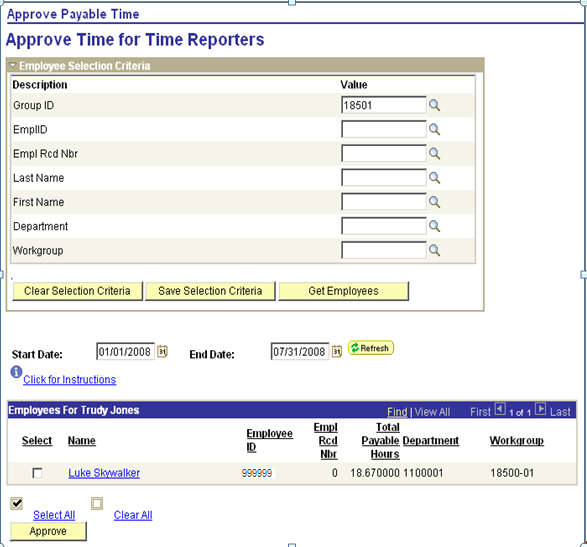 Approve Payable Time
Approve Time for Time Reporters
Employee Selection Criteria
Description Value
Group ID 18501
EmplID
Empl Rcd Nbr
Last Name
First Name
Department
Workgroup
Clear Selection Criteria Save Selection Criteria Get Employees
Start Date: 01/01/2008 End Date: 07/31/2008 Refresh
Click for Instructions
Employees For Trudy Jones Find | View All First 1 of 1 Last
Select Name Employee ID Empl Rcd Nbr Total Payable Hours Department Workgroup
Luke Skywalker 999999 0 18.670000 1100001 18500-01
Select All Clear All
Approve